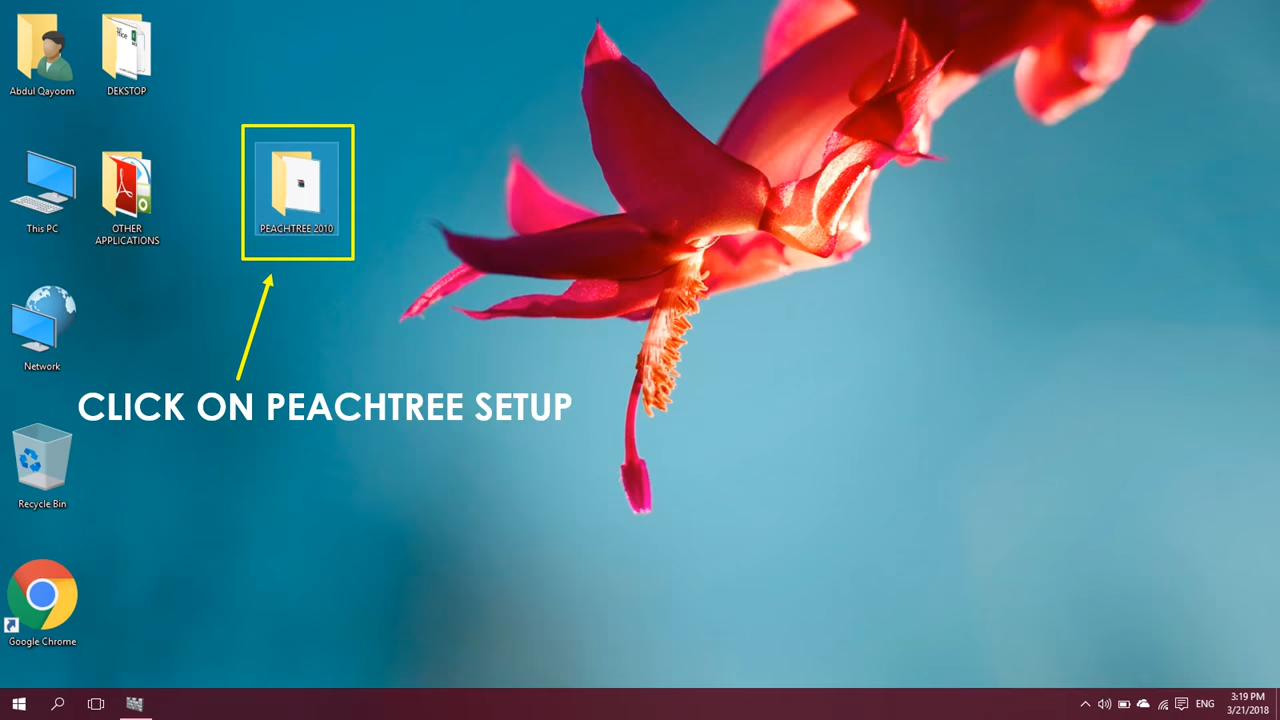 Abdul Qayoom
DEKSTOP
This PC
OTHER
APPLICATIONS
PEACHTREE 2010
Network
CLICK ON PEACHTREE SETUP
Recycle Bin
Google Chrome
ENG
3:19 PM
3/21/2018